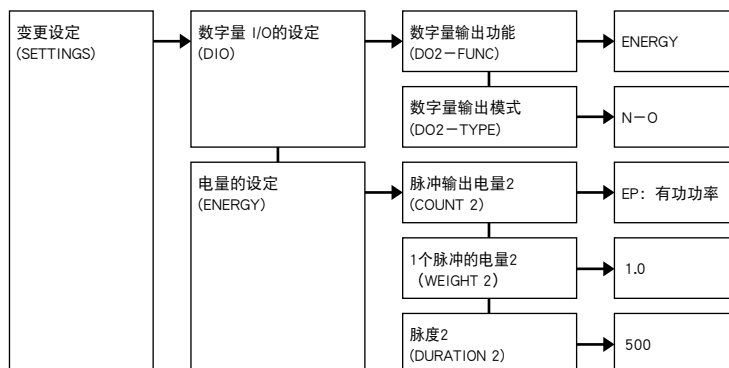 变更设定
(SETTINGS)
数字量 I/O的设定
(DIO)
数字量输出功能
(DO2-FUNC)
ENERGY
数字量输出模式
(DO2-TYPE)
N-O
电量的设定
(ENERGY)
脉冲输出电量2
(COUNT 2)
EP：有功功率
1个脉冲的电量2
（WEIGHT 2）
1.0
脉度2
(DURATION 2)
500